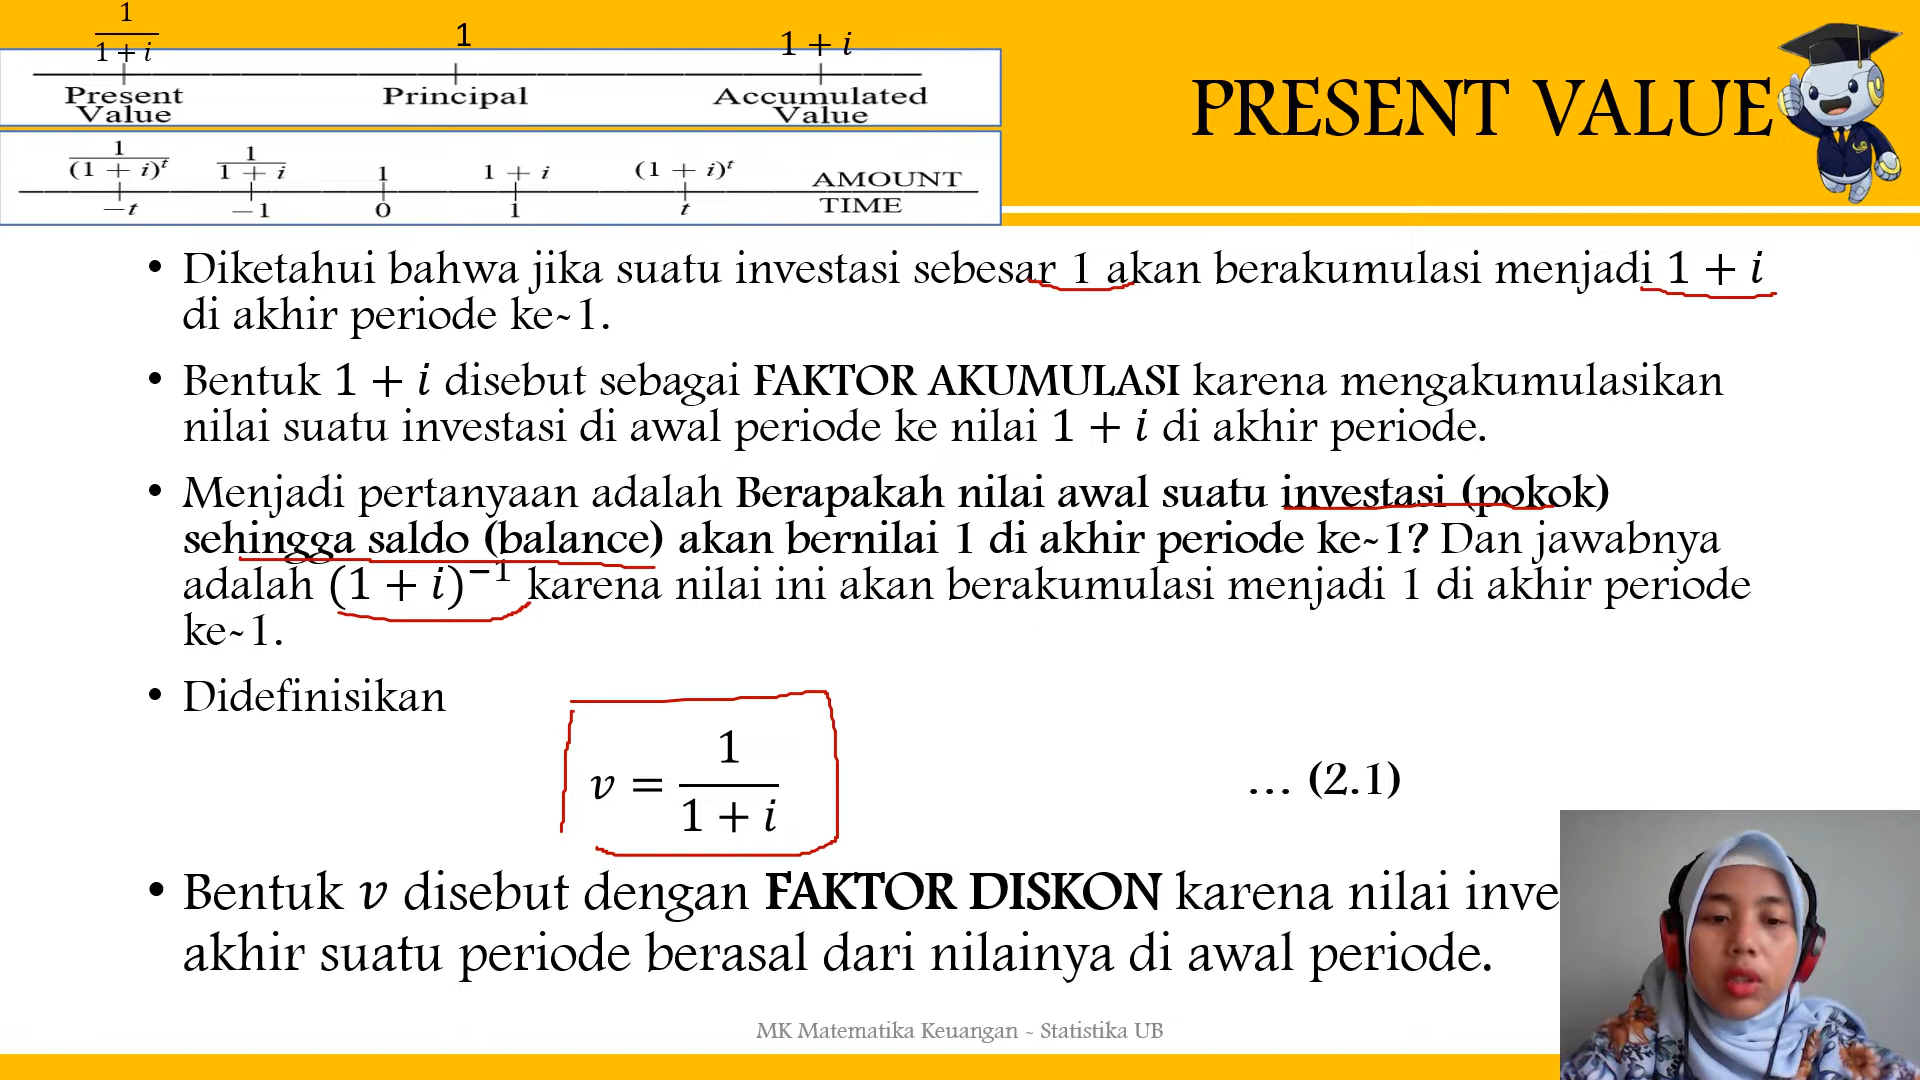 1
1 + i
1
1 + i
Present Value
Principal
Accumulated Value
PRESENT VALUE
1
(1 + i)ᵗ
1
1 + i
1
1 + i
(1 + i)ᵗ
AMOUNT
−t
−1
0
1
t
TIME
• Diketahui bahwa jika suatu investasi sebesar 1 akan berakumulasi menjadi 1 + i
di akhir periode ke-1.
• Bentuk 1 + i disebut sebagai FAKTOR AKUMULASI karena mengakumulasikan
nilai suatu investasi di awal periode ke nilai 1 + i di akhir periode.
• Menjadi pertanyaan adalah Berapakah nilai awal suatu investasi (pokok)
sehingga saldo (balance) akan bernilai 1 di akhir periode ke-1? Dan jawabnya
adalah (1 + i)⁻¹ karena nilai ini akan berakumulasi menjadi 1 di akhir periode
ke-1.
• Didefinisikan
v = 1 / (1 + i) … (2.1)
• Bentuk v disebut dengan FAKTOR DISKON karena nilai inve
akhir suatu periode berasal dari nilainya di awal periode.
MK Matematika Keuangan - Statistika UB